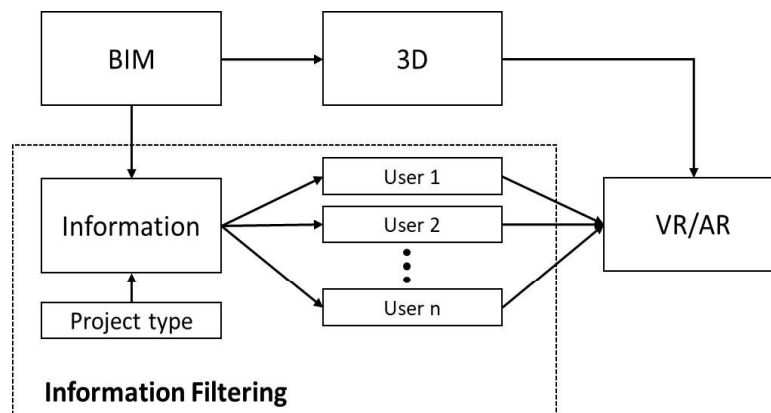 BIM
3D
Information
User 1
User 2
User n
VR/AR
Project type
Information Filtering